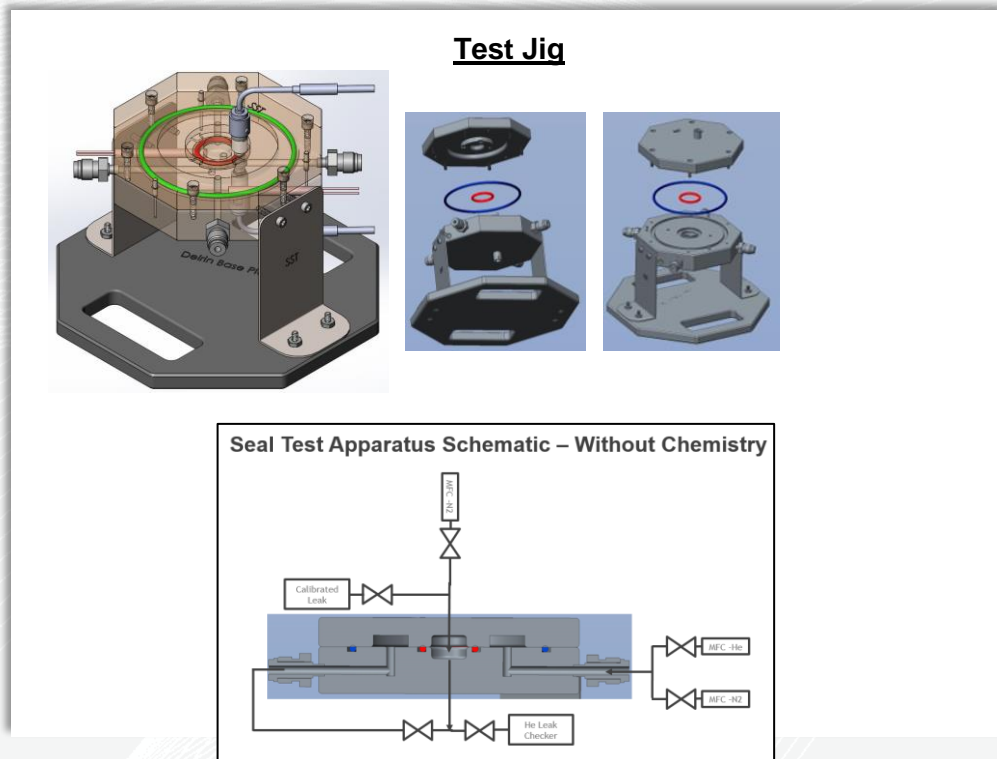 Test Jig
SST
SST
Delrin Base Pl
Seal Test Apparatus Schematic – Without Chemistry
MFC -N2
Calibrated
Leak
MFC -He
MFC -N2
He Leak
Checker